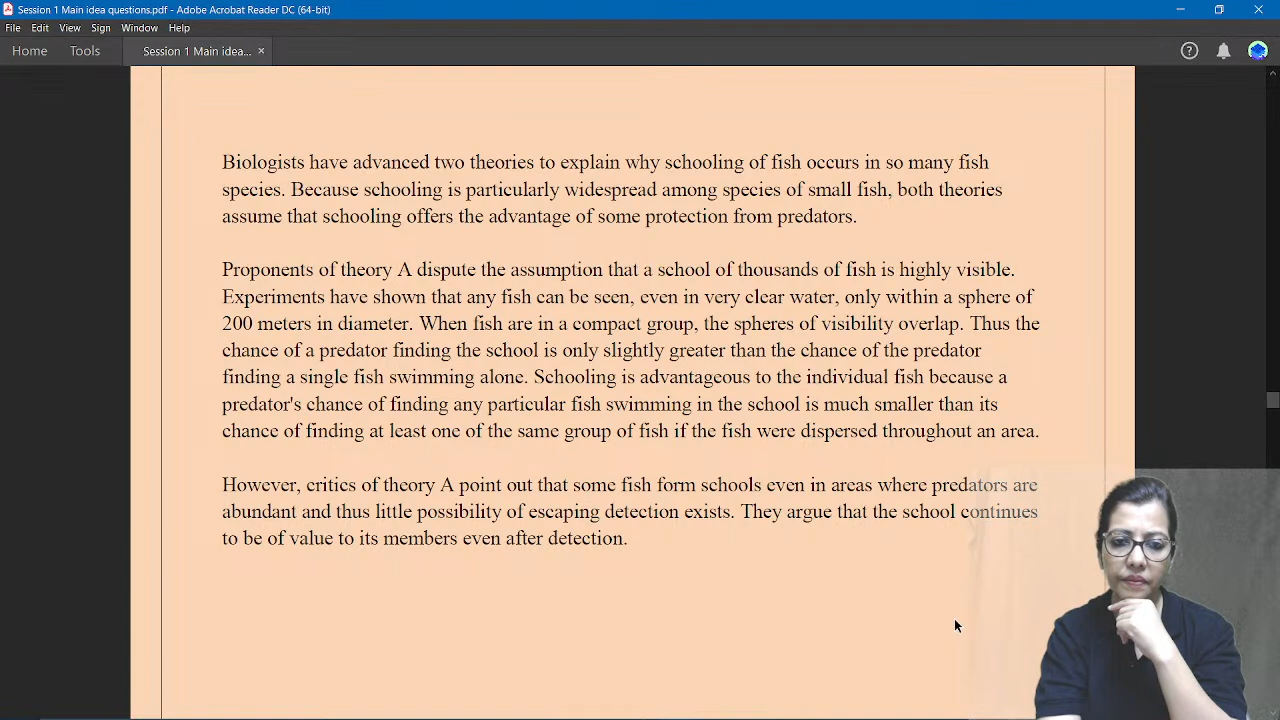 Session 1 Main idea questions.pdf - Adobe Acrobat Reader DC (64-bit)
File Edit View Sign Window Help
Home Tools Session 1 Main idea... ×
Biologists have advanced two theories to explain why schooling of fish occurs in so many fish
species. Because schooling is particularly widespread among species of small fish, both theories
assume that schooling offers the advantage of some protection from predators.
Proponents of theory A dispute the assumption that a school of thousands of fish is highly visible.
Experiments have shown that any fish can be seen, even in very clear water, only within a sphere of
200 meters in diameter. When fish are in a compact group, the spheres of visibility overlap. Thus the
chance of a predator finding the school is only slightly greater than the chance of the predator
finding a single fish swimming alone. Schooling is advantageous to the individual fish because a
predator's chance of finding any particular fish swimming in the school is much smaller than its
chance of finding at least one of the same group of fish if the fish were dispersed throughout an area.
However, critics of theory A point out that some fish form schools even in areas where predators are
abundant and thus little possibility of escaping detection exists. They argue that the school continues
to be of value to its members even after detection.